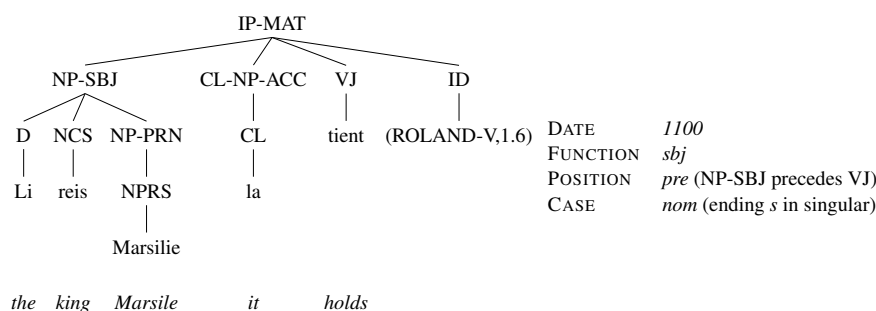 IP-MAT
NP-SBJ CL-NP-ACC VJ ID
D NCS NP-PRN CL tient (ROLAND-V,1.6)
Li reis NPRS la
Marsilie
the king Marsile it holds
DATE 1100
FUNCTION sbj
POSITION pre (NP-SBJ precedes VJ)
CASE nom (ending s in singular)